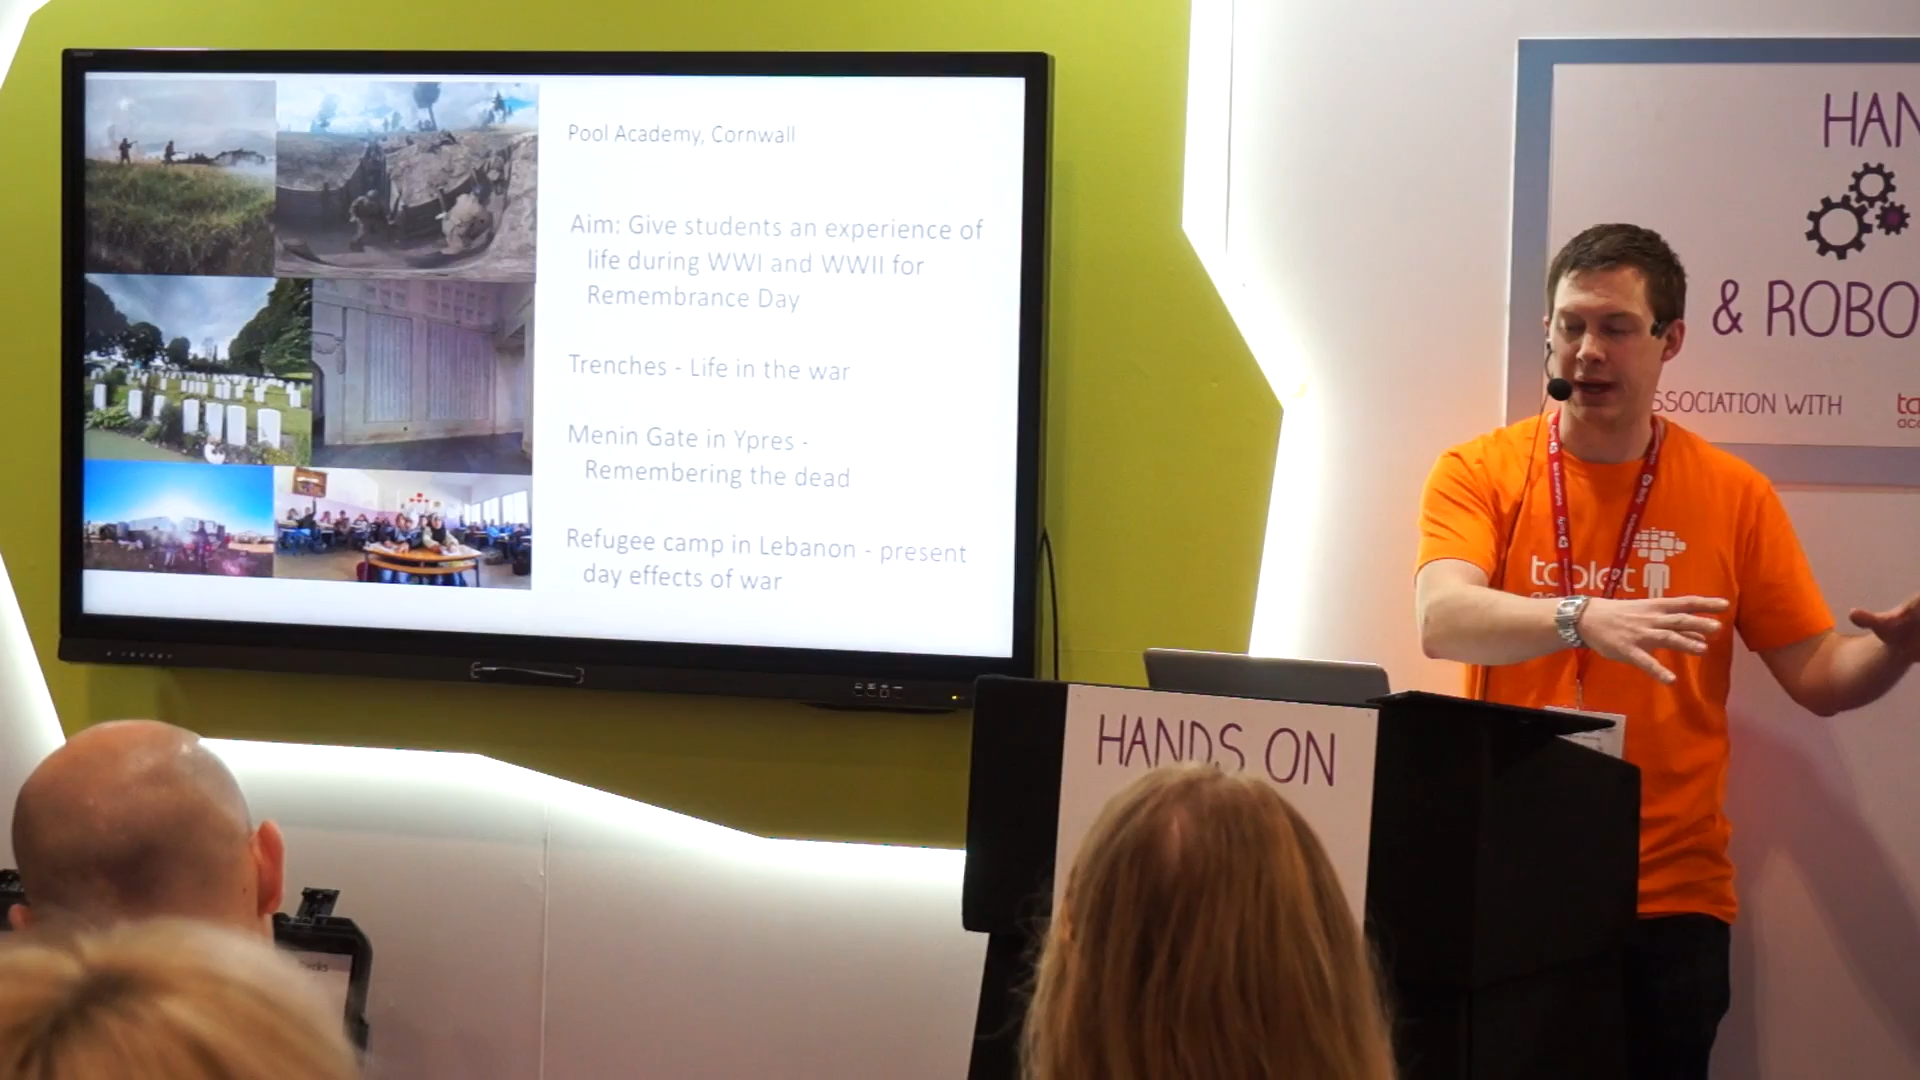 Pool Academy, Cornwall
Aim: Give students an experience of
life during WWI and WWII for
Remembrance Day
Trenches - Life in the war
Menin Gate in Ypres -
Remembering the dead
Refugee camp in Lebanon - present
day effects of war
HAN
& ROBO
SSOCIATION WITH
HANDS ON
tablet